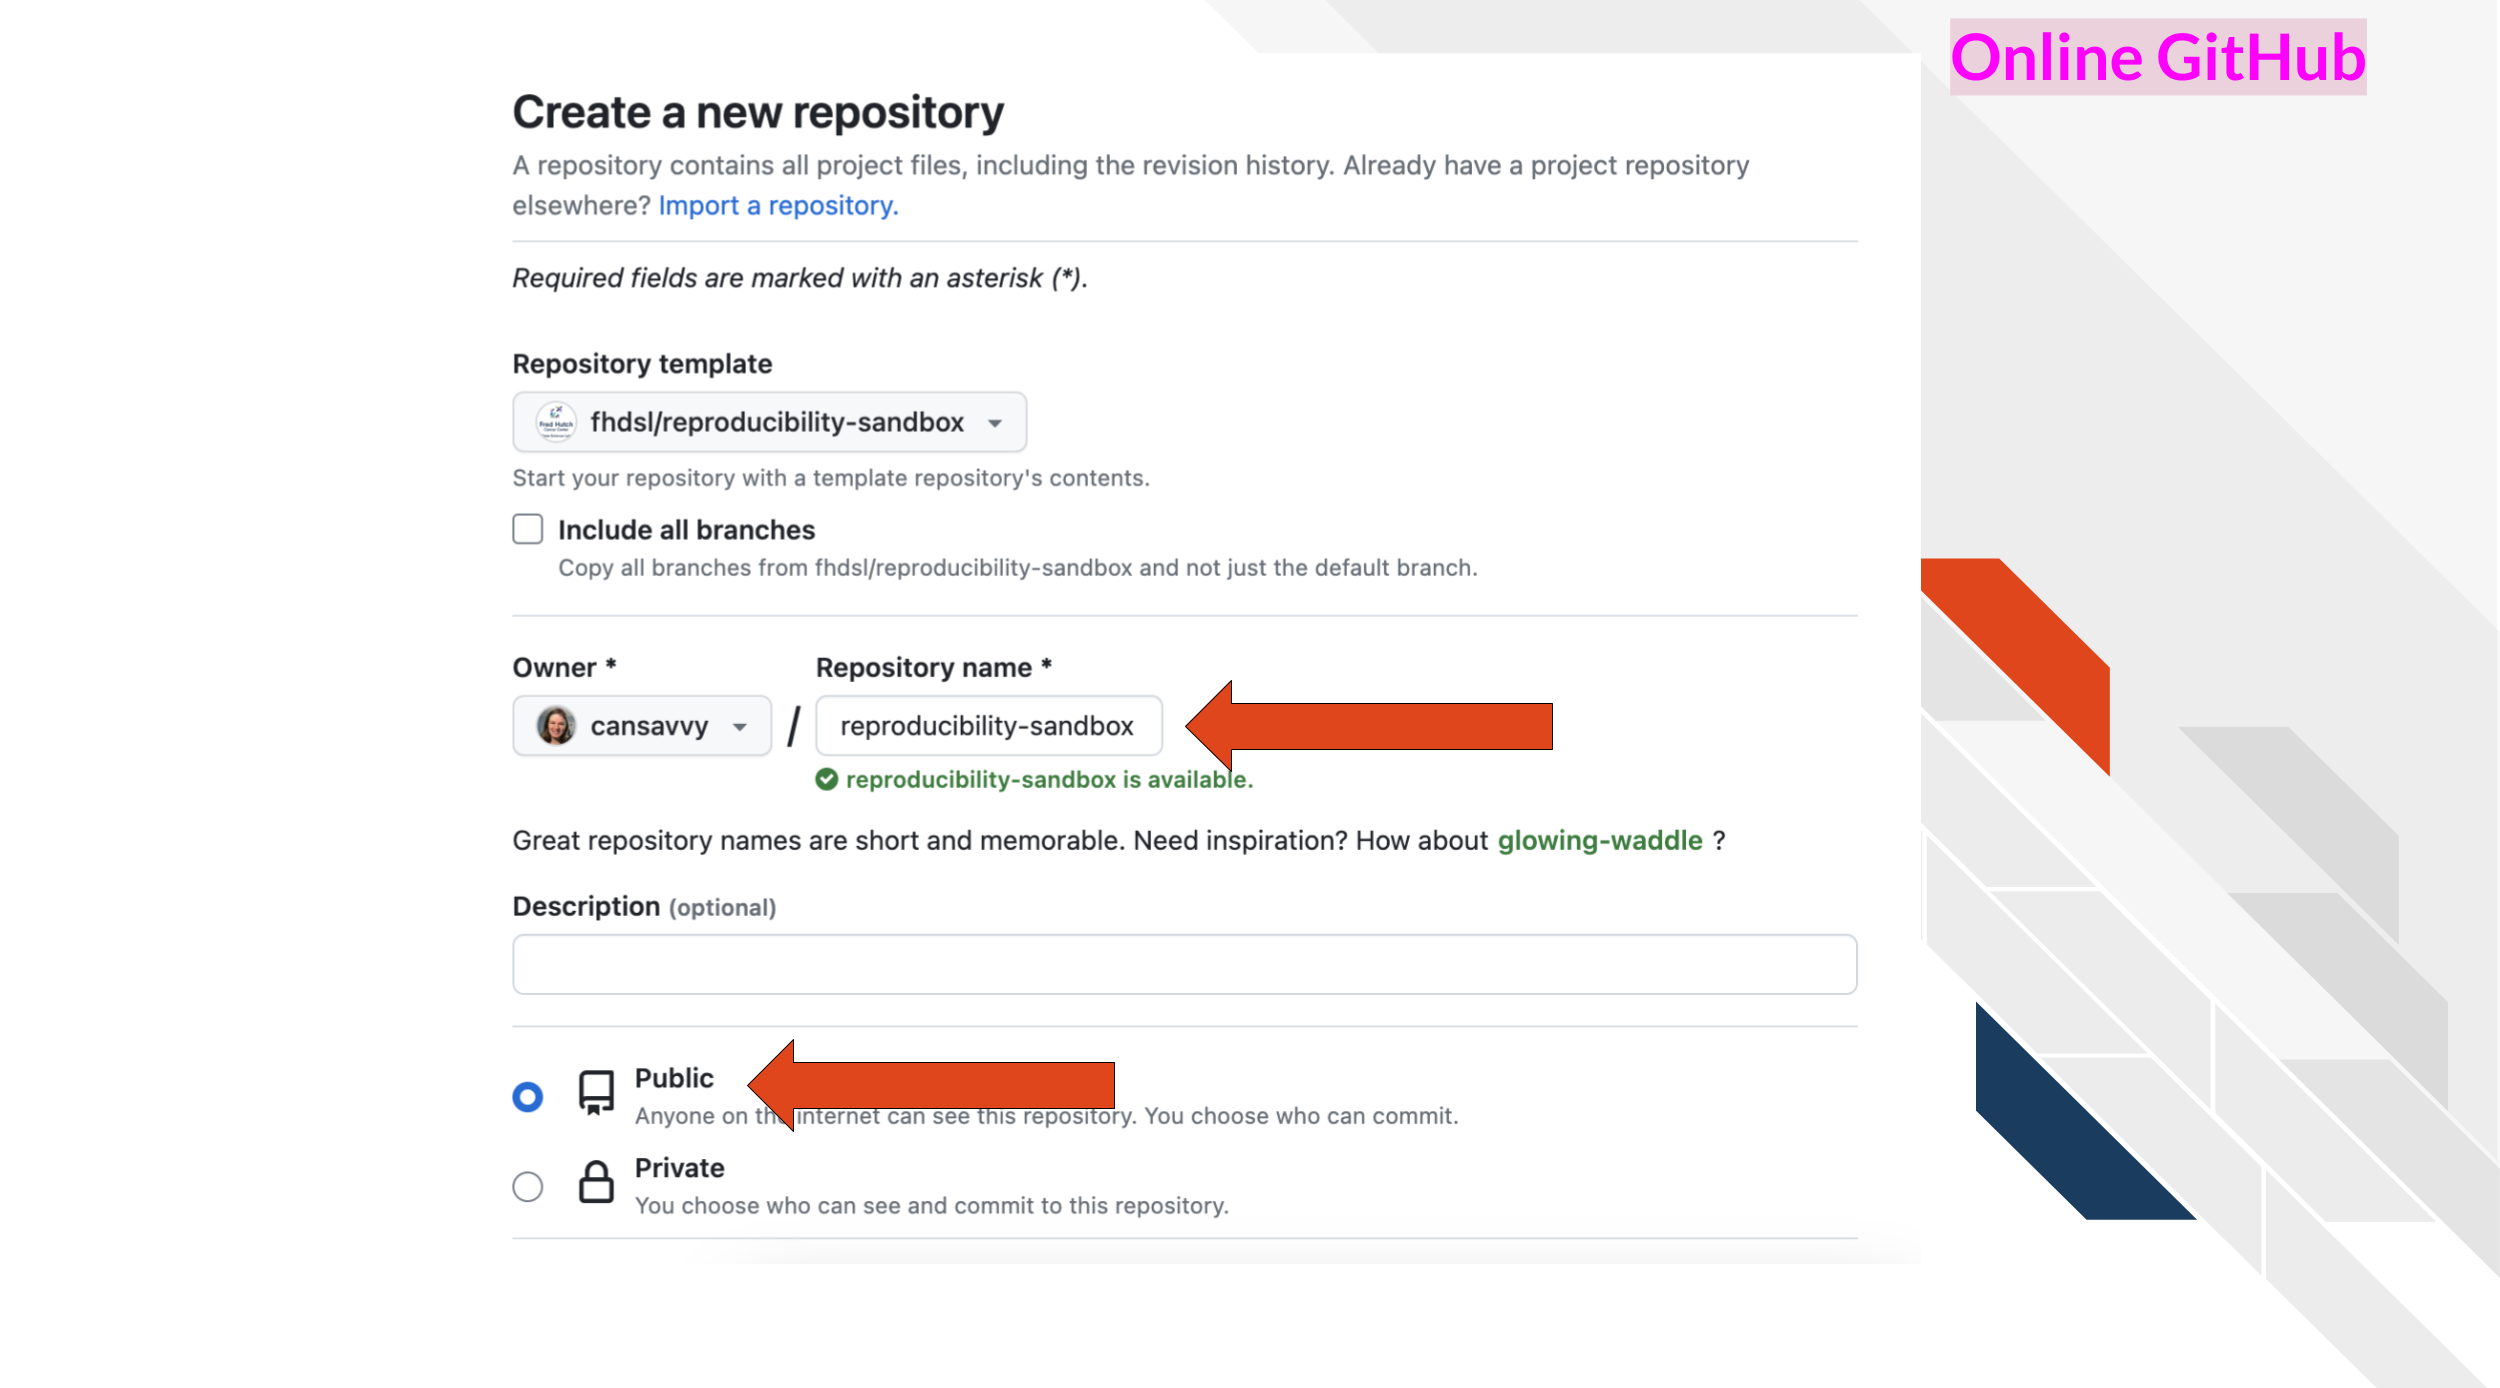 Online GitHub
Create a new repository
A repository contains all project files, including the revision history. Already have a project repository
elsewhere? Import a repository.
Required fields are marked with an asterisk (*).
Repository template
Fred Hutch
fhdsl/reproducibility-sandbox
Start your repository with a template repository's contents.
Include all branches
Copy all branches from fhdsl/reproducibility-sandbox and not just the default branch.
Owner * Repository name *
cansavvy / reproducibility-sandbox
reproducibility-sandbox is available.
Great repository names are short and memorable. Need inspiration? How about glowing-waddle ?
Description (optional)
Public
Anyone on the internet can see this repository. You choose who can commit.
Private
You choose who can see and commit to this repository.